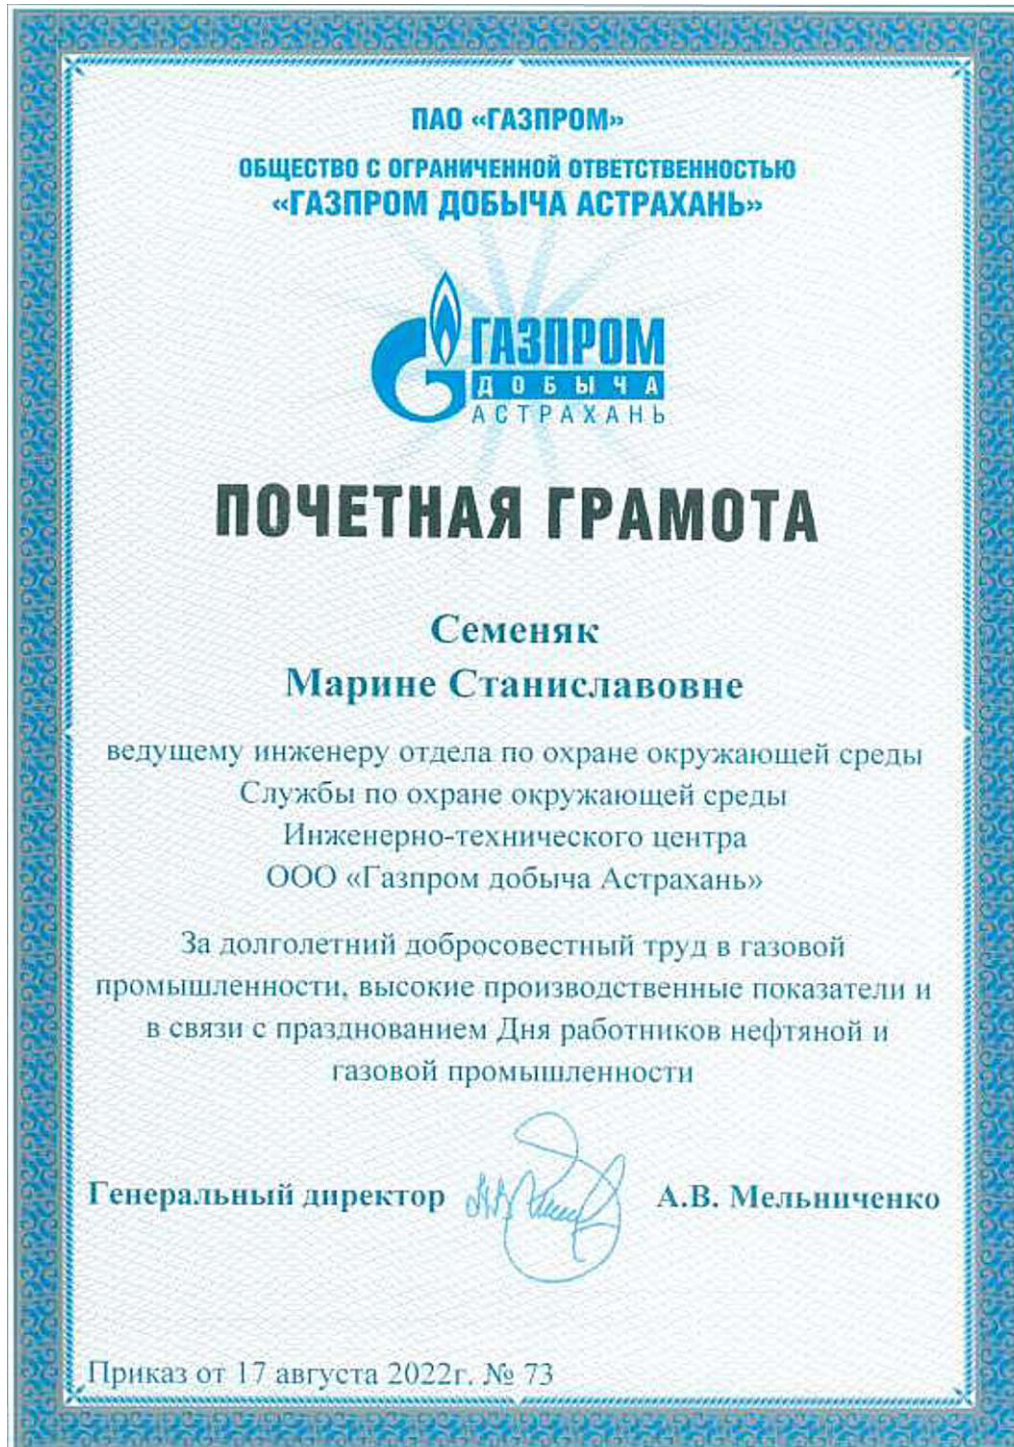 ПАО «ГАЗПРОМ»
ОБЩЕСТВО С ОГРАНИЧЕННОЙ ОТВЕТСТВЕННОСТЬЮ
«ГАЗПРОМ ДОБЫЧА АСТРАХАНЬ»
ГАЗПРОМ
ДОБЫЧА
АСТРАХАНЬ
ПОЧЕТНАЯ ГРАМОТА
Семеняк
Марине Станиславовне
ведущему инженеру отдела по охране окружающей среды
Службы по охране окружающей среды
Инженерно-технического центра
ООО «Газпром добыча Астрахань»
За долголетний добросовестный труд в газовой
промышленности, высокие производственные показатели и
в связи с празднованием Дня работников нефтяной и
газовой промышленности
Генеральный директор А.В. Мельниченко
Приказ от 17 августа 2022г. № 73